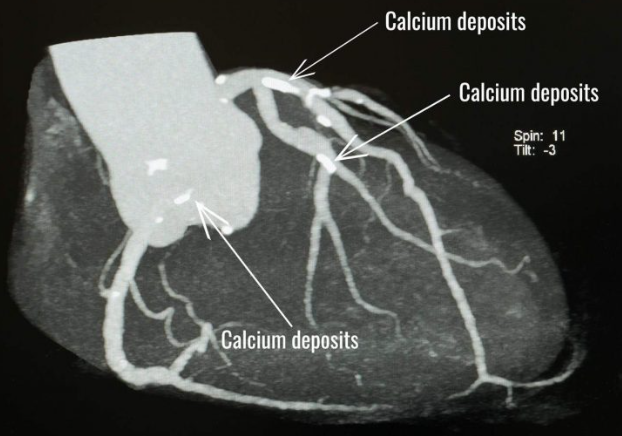 Calcium deposits
Calcium deposits
Spin: 11
Tilt: -3
Calcium deposits